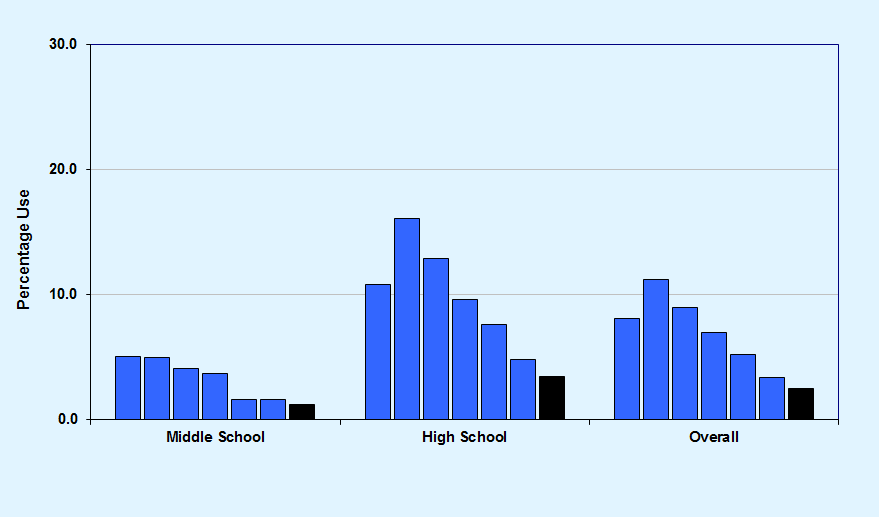 30.0
20.0
10.0
0.0
Percentage Use
Middle School
High School
Overall